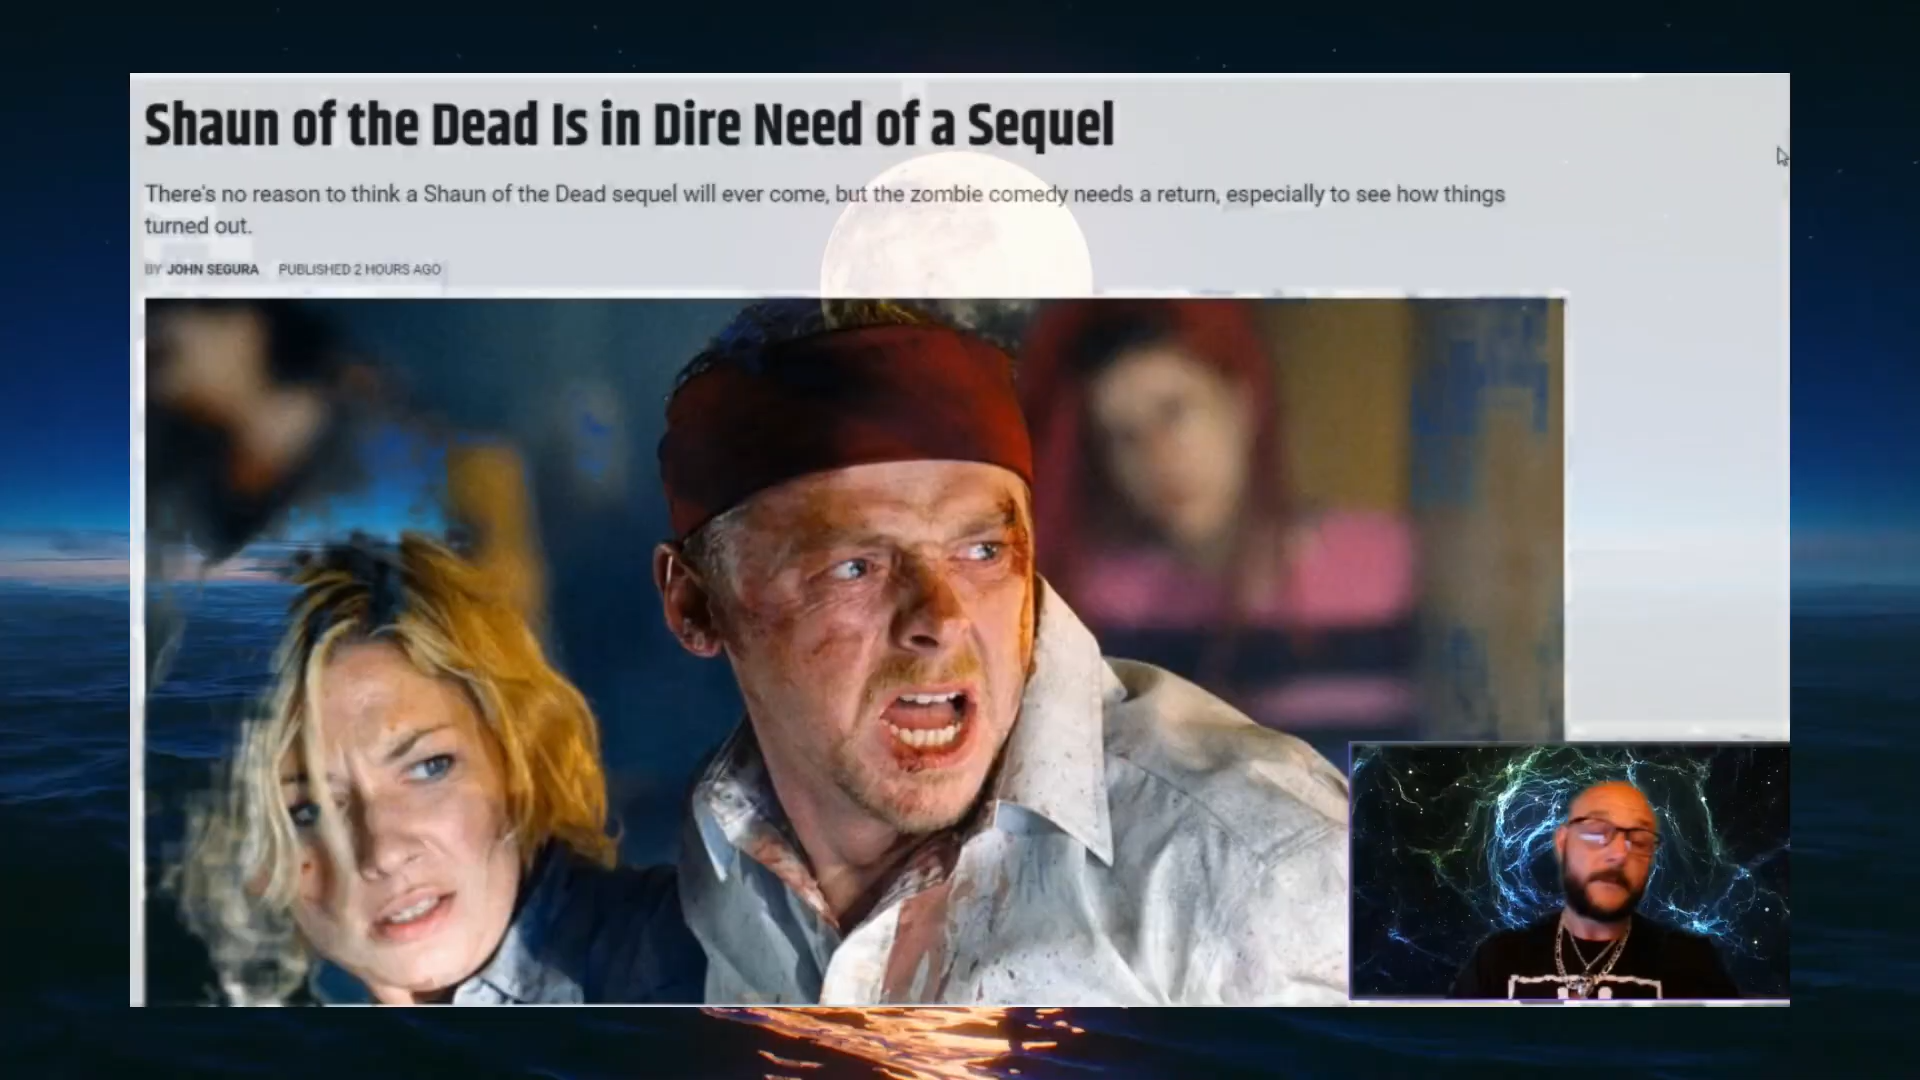 Shaun of the Dead Is in Dire Need of a Sequel
There's no reason to think a Shaun of the Dead sequel will ever come, but the zombie comedy needs a return, especially to see how things
turned out.
BY JOHN SEGURA PUBLISHED 2 HOURS AGO